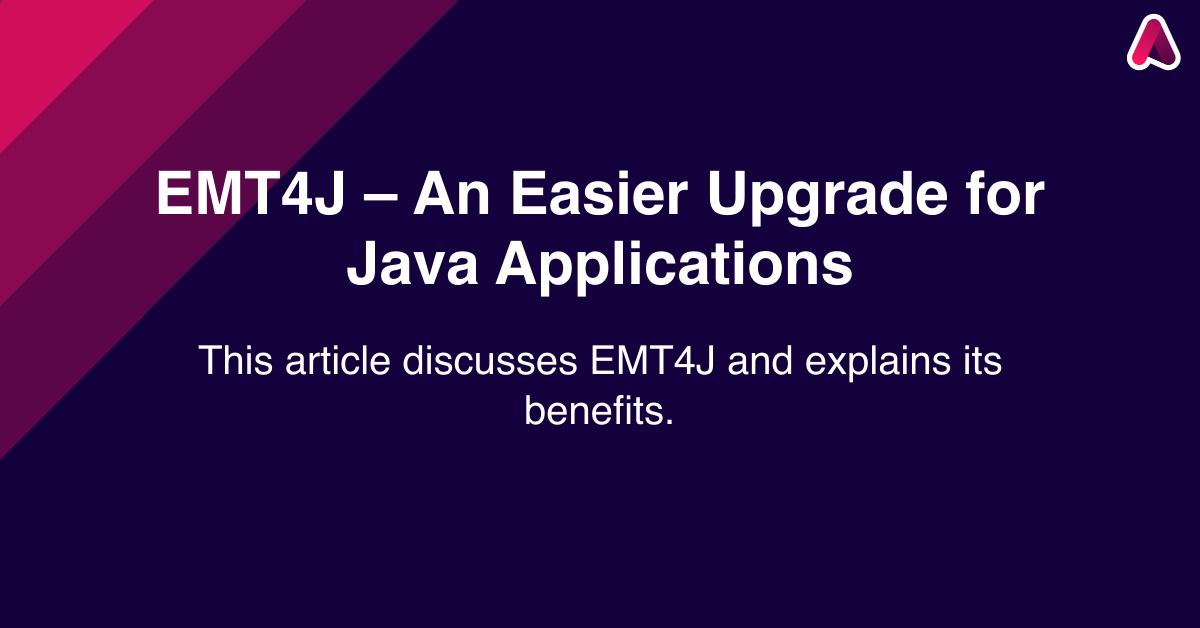 EMT4J – An Easier Upgrade for
Java Applications
This article discusses EMT4J and explains its
benefits.